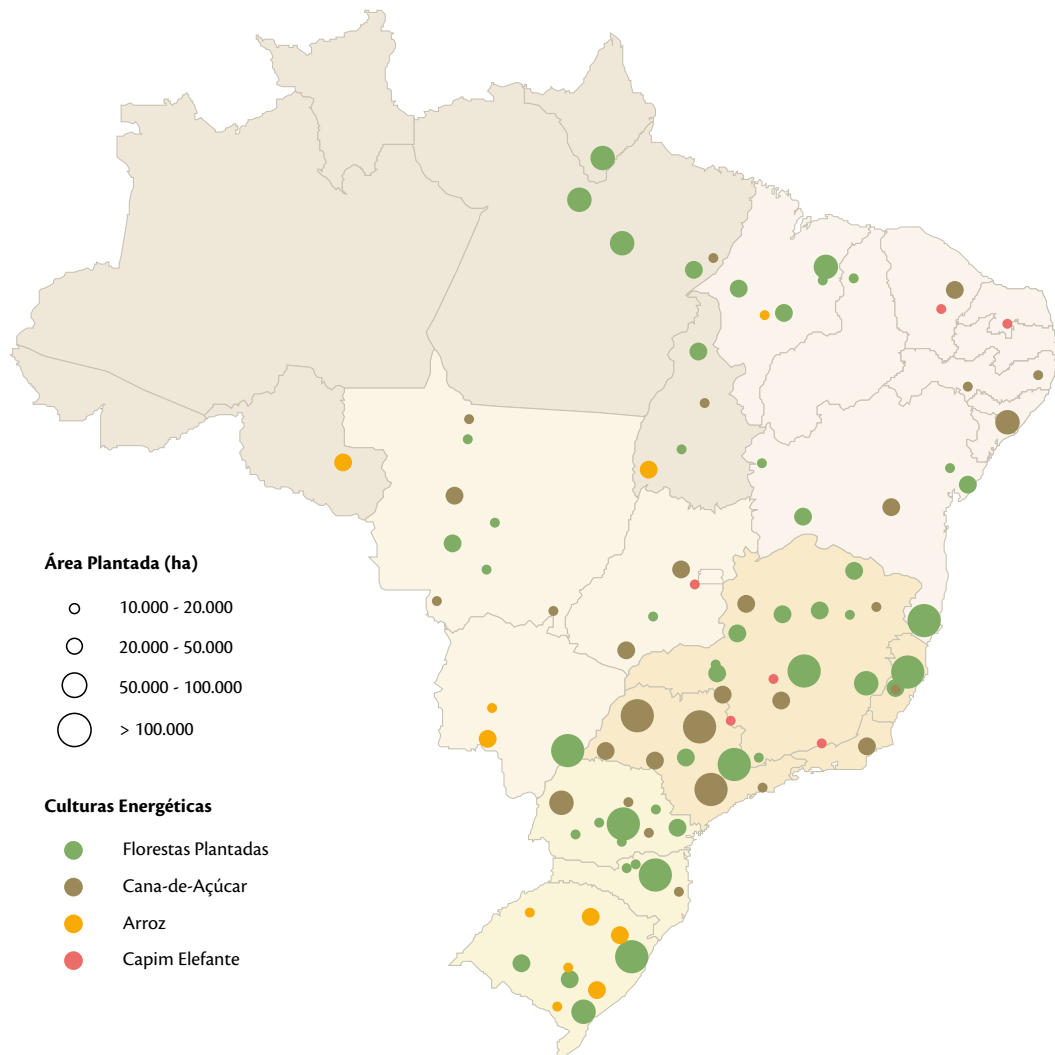 Área Plantada (ha)
10.000 - 20.000
20.000 - 50.000
50.000 - 100.000
> 100.000
Culturas Energéticas
Florestas Plantadas
Cana-de-Açúcar
Arroz
Capim Elefante